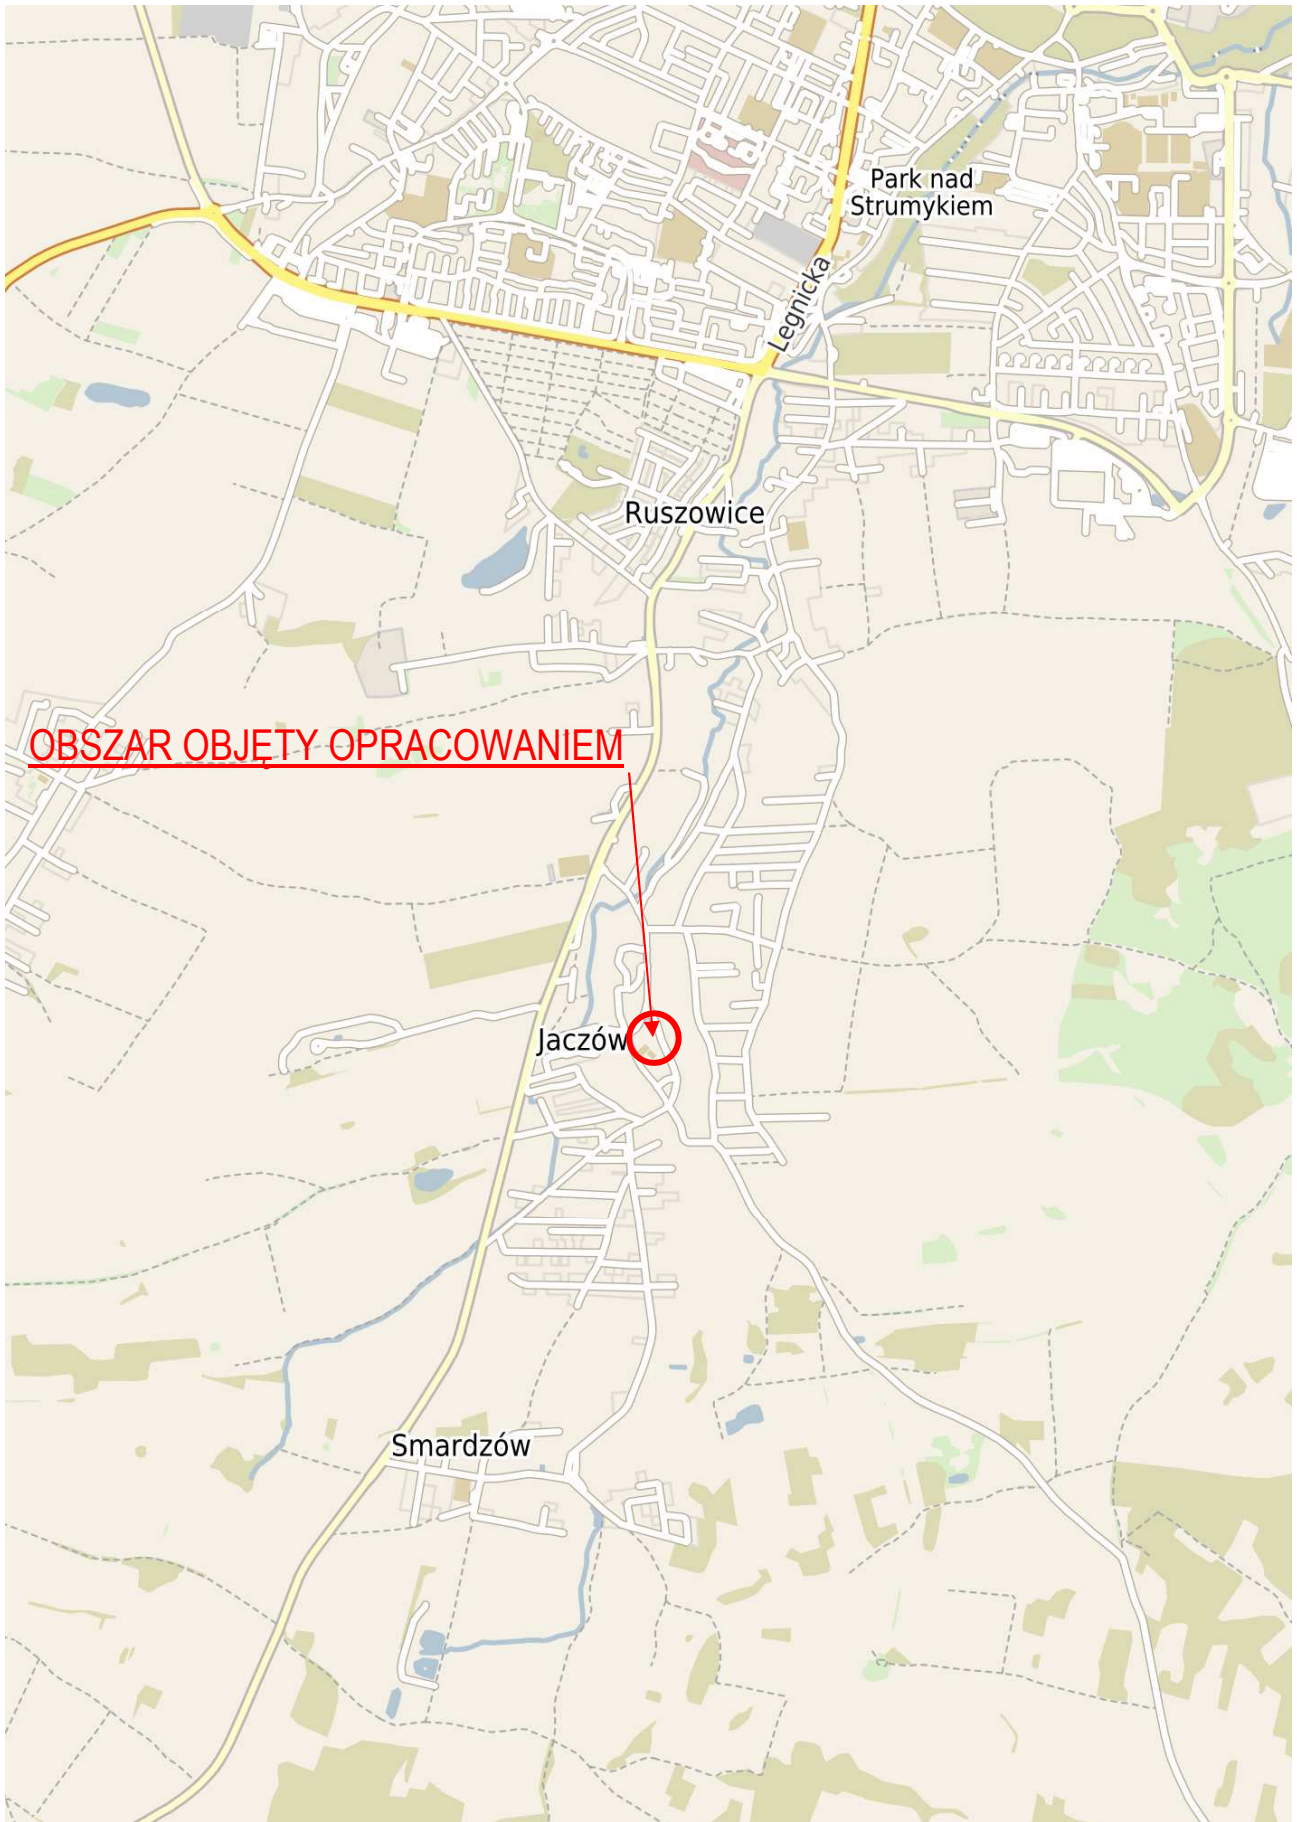 Park nad
Strumykiem
Legnicka
Ruszowice
OBSZAR OBJĘTY OPRACOWANIEM
Jaczów
Smardzów